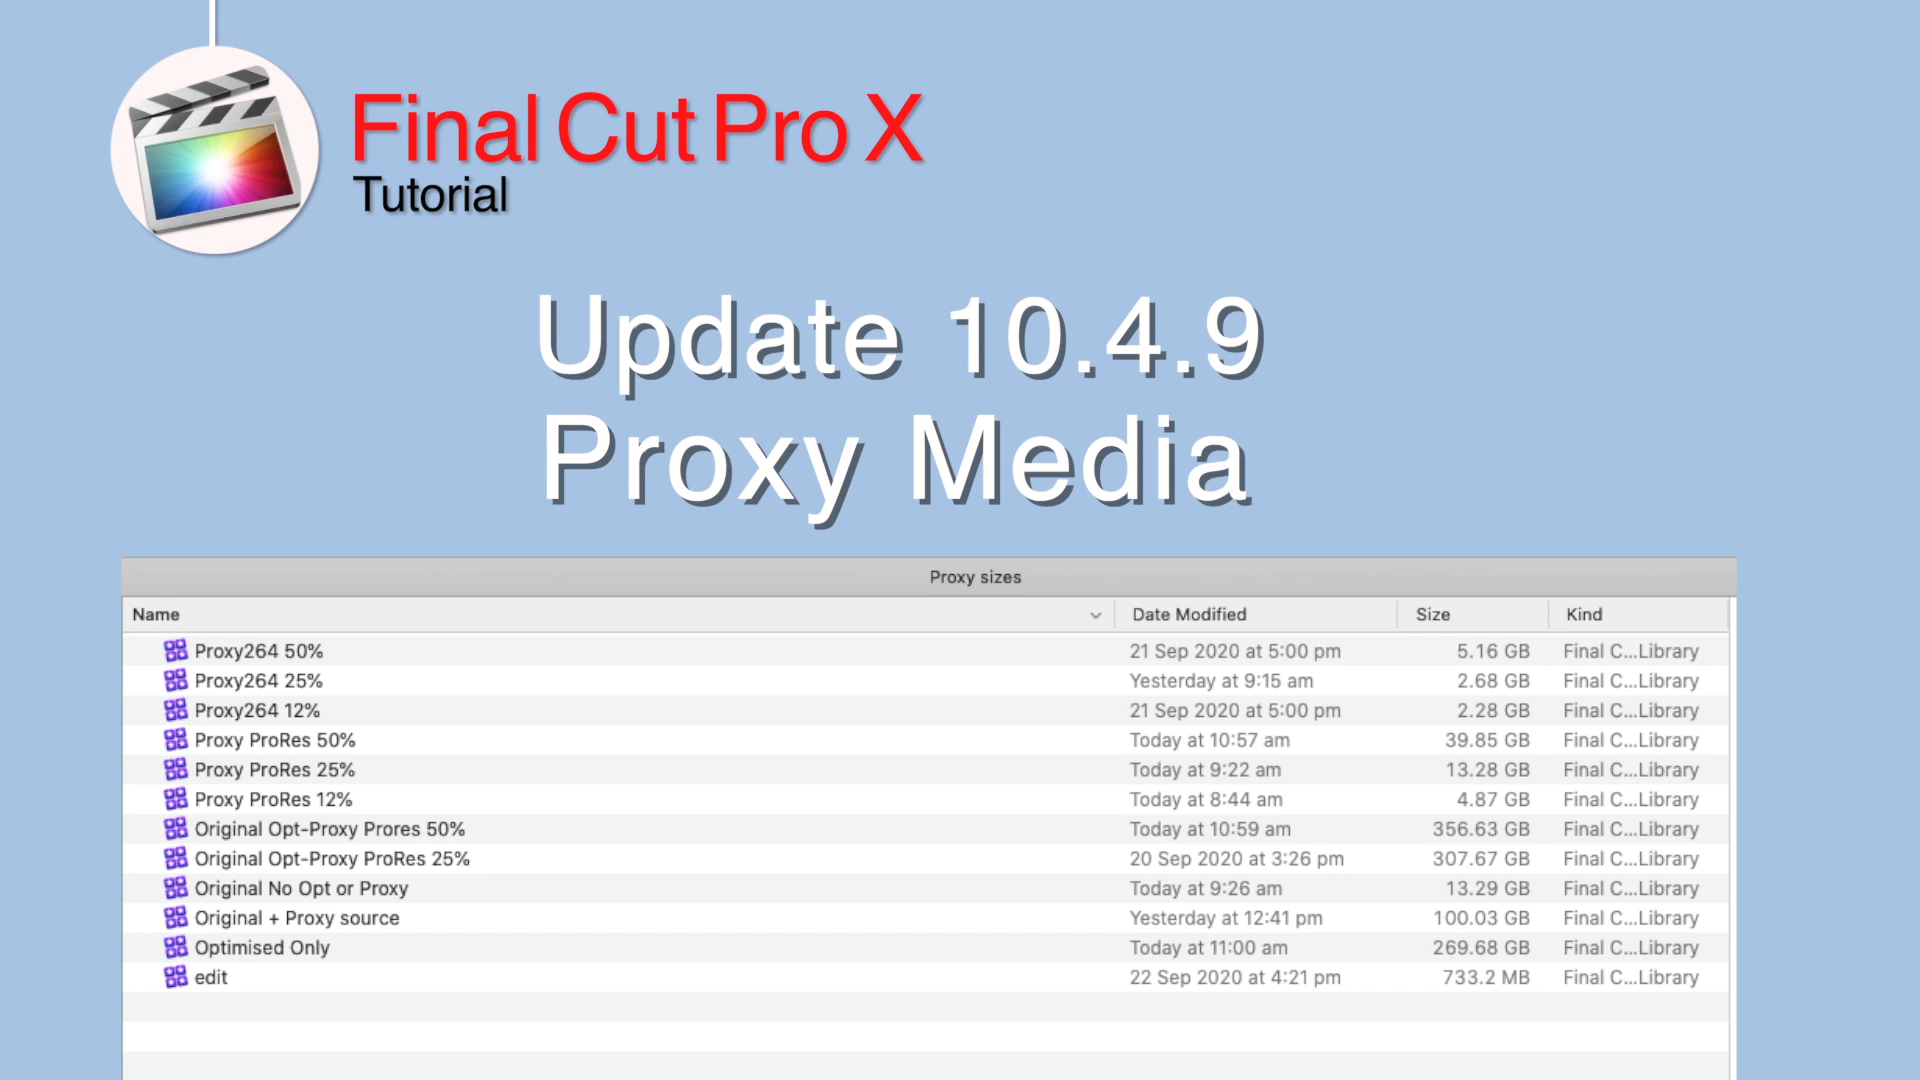 Final Cut Pro X
Tutorial
Update 10.4.9
Proxy Media
Proxy sizes
Name Date Modified Size Kind
Proxy264 50% 21 Sep 2020 at 5:00 pm 5.16 GB Final C...Library
Proxy264 25% Yesterday at 9:15 am 2.68 GB Final C...Library
Proxy264 12% 21 Sep 2020 at 5:00 pm 2.28 GB Final C...Library
Proxy ProRes 50% Today at 10:57 am 39.85 GB Final C...Library
Proxy ProRes 25% Today at 9:22 am 13.28 GB Final C...Library
Proxy ProRes 12% Today at 8:44 am 4.87 GB Final C...Library
Original Opt-Proxy Prores 50% Today at 10:59 am 356.63 GB Final C...Library
Original Opt-Proxy ProRes 25% 20 Sep 2020 at 3:26 pm 307.67 GB Final C...Library
Original No Opt or Proxy Today at 9:26 am 13.29 GB Final C...Library
Original + Proxy source Yesterday at 12:41 pm 100.03 GB Final C...Library
Optimised Only Today at 11:00 am 269.68 GB Final C...Library
edit 22 Sep 2020 at 4:21 pm 733.2 MB Final C...Library